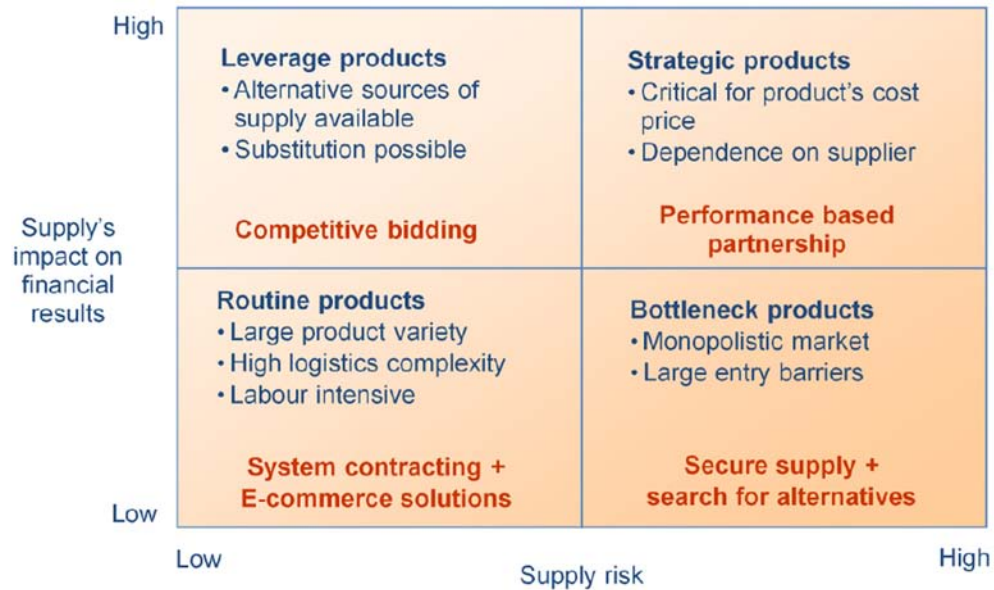 High
Leverage products
• Alternative sources of
supply available
• Substitution possible
Competitive bidding
Strategic products
• Critical for product's cost
price
• Dependence on supplier
Performance based
partnership
Supply's
impact on
financial
results
Routine products
• Large product variety
• High logistics complexity
• Labour intensive
System contracting +
E-commerce solutions
Bottleneck products
• Monopolistic market
• Large entry barriers
Secure supply +
search for alternatives
Low
Low
Supply risk
High